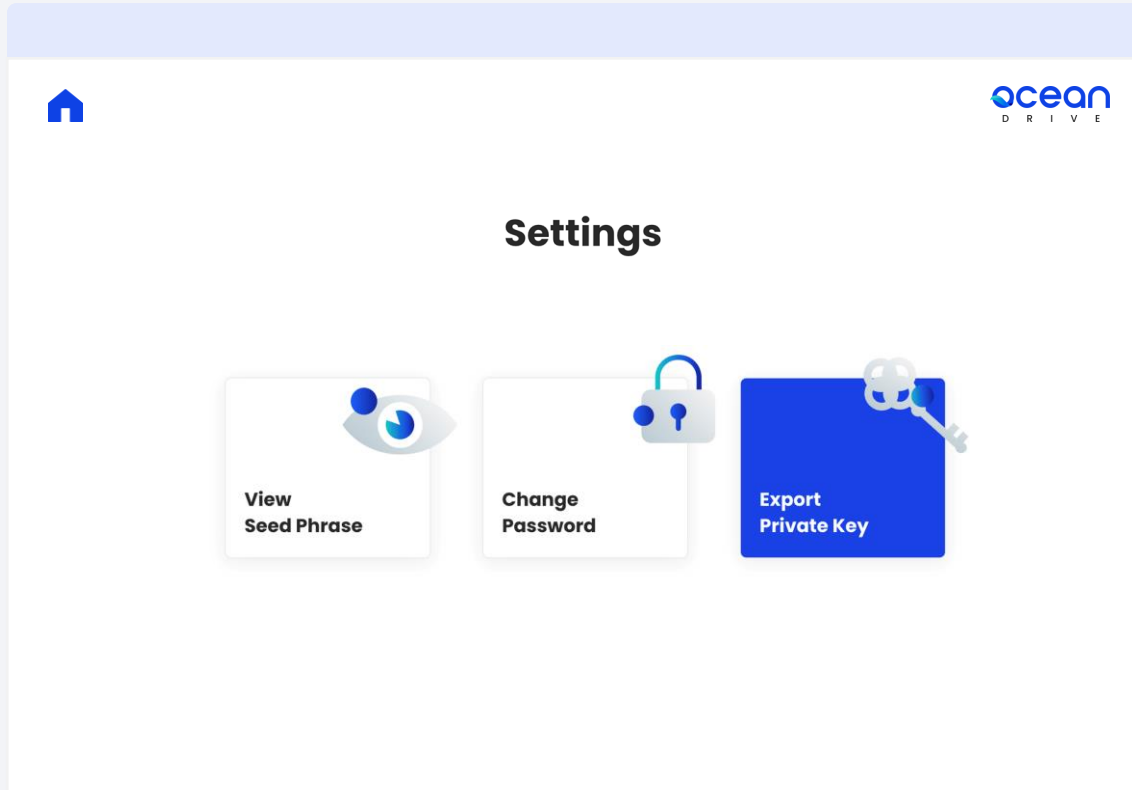 ocean
DRIVE
Settings
View
Seed Phrase
Change
Password
Export
Private Key